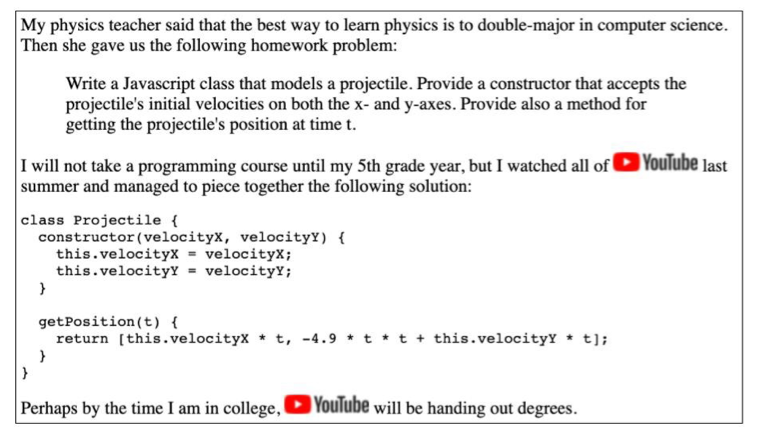 My physics teacher said that the best way to learn physics is to double-major in computer science.
Then she gave us the following homework problem:
Write a Javascript class that models a projectile. Provide a constructor that accepts the
projectile's initial velocities on both the x- and y-axes. Provide also a method for
getting the projectile's position at time t.
I will not take a programming course until my 5th grade year, but I watched all of YouTube last
summer and managed to piece together the following solution:
class Projectile {
  constructor(velocityX, velocityY) {
    this.velocityX = velocityX;
    this.velocityY = velocityY;
  }
  getPosition(t) {
    return [this.velocityX * t, -4.9 * t * t + this.velocityY * t];
  }
}
Perhaps by the time I am in college, YouTube will be handing out degrees.